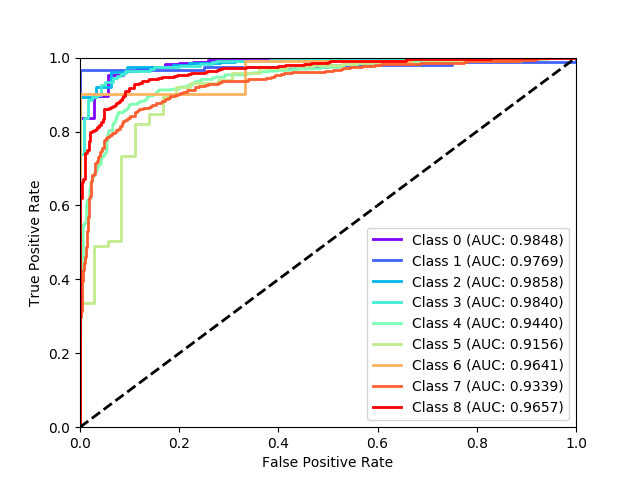 1.0
0.8
0.6
0.4
0.2
0.0
0.0 0.2 0.4 0.6 0.8 1.0
True Positive Rate
False Positive Rate
Class 0 (AUC: 0.9848)
Class 1 (AUC: 0.9769)
Class 2 (AUC: 0.9858)
Class 3 (AUC: 0.9840)
Class 4 (AUC: 0.9440)
Class 5 (AUC: 0.9156)
Class 6 (AUC: 0.9641)
Class 7 (AUC: 0.9339)
Class 8 (AUC: 0.9657)